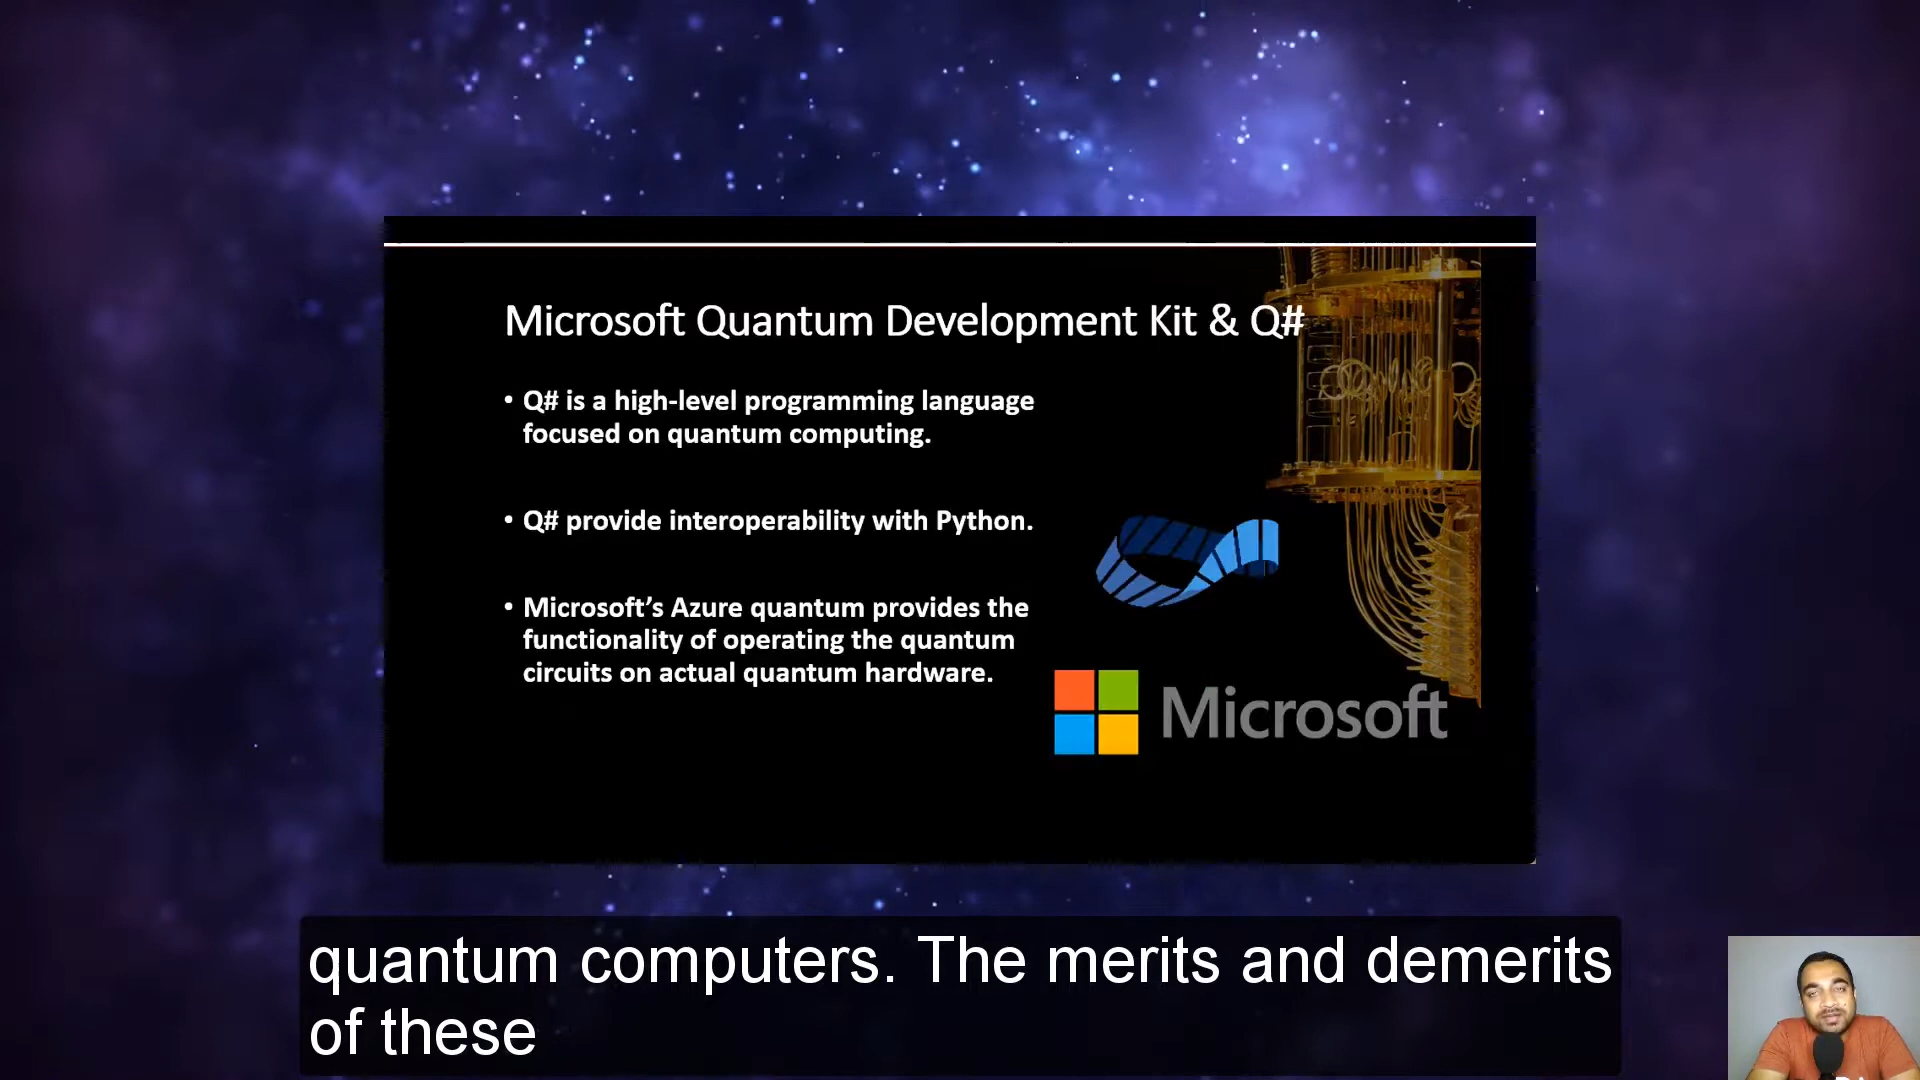 Microsoft Quantum Development Kit & Q#
• Q# is a high-level programming language
focused on quantum computing.
• Q# provide interoperability with Python.
• Microsoft’s Azure quantum provides the
functionality of operating the quantum
circuits on actual quantum hardware.
Microsoft
quantum computers. The merits and demerits
of these